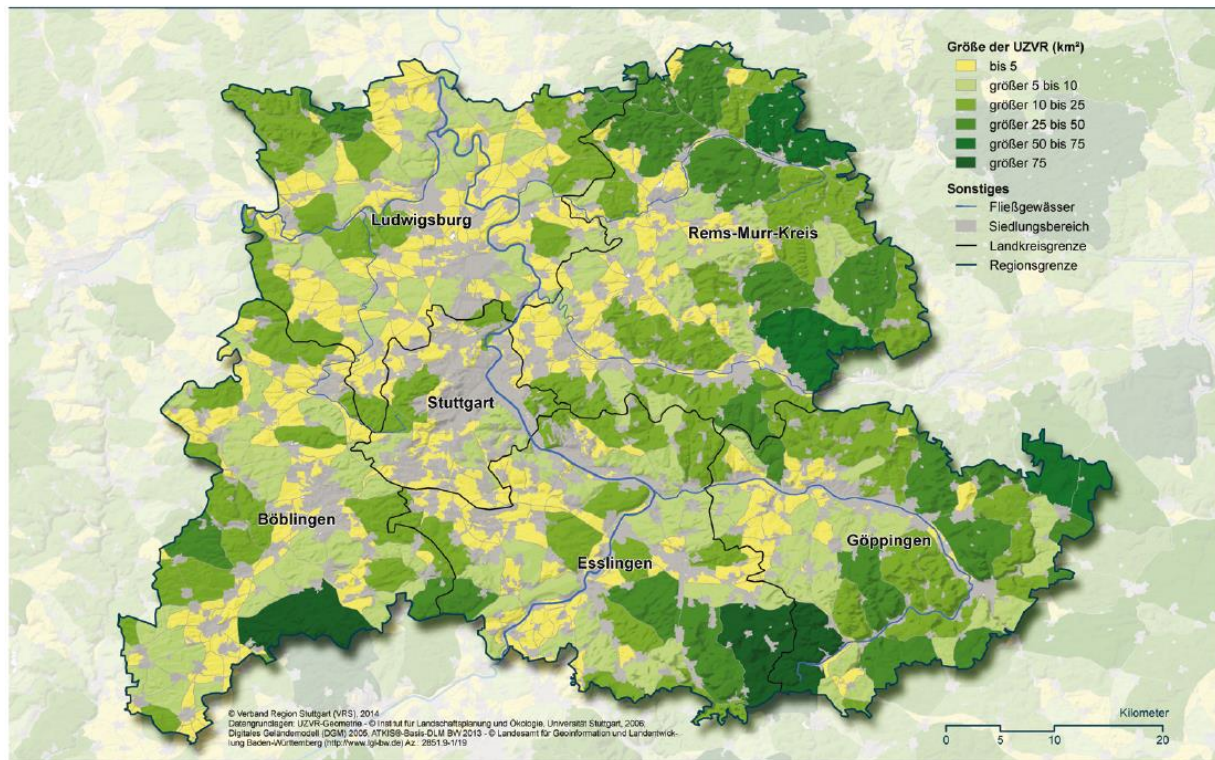 Größe der UZVR (km²)
bis 5
größer 5 bis 10
größer 10 bis 25
größer 25 bis 50
größer 50 bis 75
größer 75
Sonstiges
Fließgewässer
Siedlungsbereich
Landkreisgrenze
Regionsgrenze
Ludwigsburg
Rems-Murr-Kreis
Stuttgart
Böblingen
Göppingen
Esslingen
© Verband Region Stuttgart (VRS), 2014
Datengrundlagen: UZVR-Geometrie - © Institut für Landschaftsplanung und Ökologie, Universität Stuttgart, 2006;
Digitales Geländemodell (DGM) 2005, ATKIS®-Basis-DLM BW 2013 - © Landesamt für Geoinformation und Landentwick-
lung Baden-Württemberg (http://www.lgl-bw.de) Az.: 2851.9-1/19
Kilometer
0 5 10 20